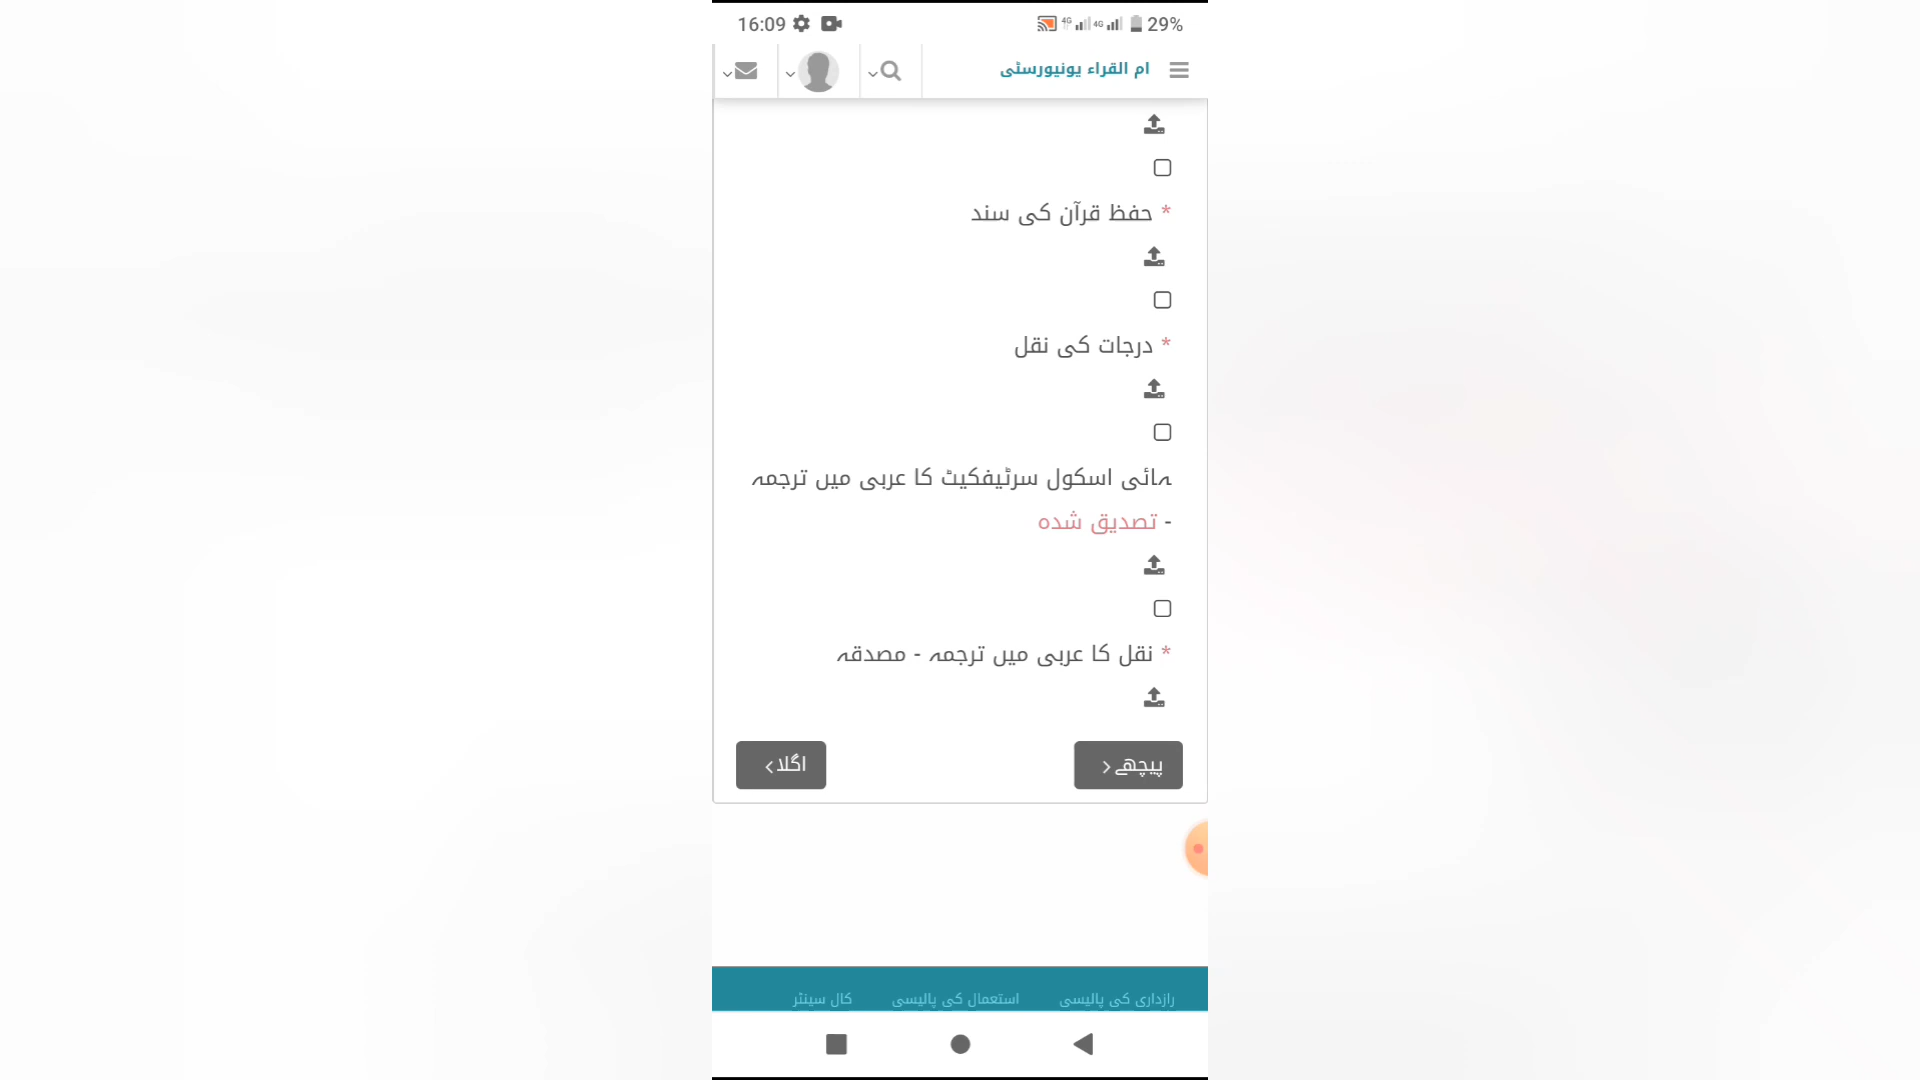 16:09
4G 4G 29%
ام القراء یونیورسٹی
* حفظ قرآن کی سند
* درجات کی نقل
ہائی اسکول سرٹیفکیٹ کا عربی میں ترجمہ
- تصدیق شدہ
* نقل کا عربی میں ترجمہ - مصدقہ
پیچھے
اگلا
رازداری کی پالیسی
استعمال کی پالیسی
کال سینٹر